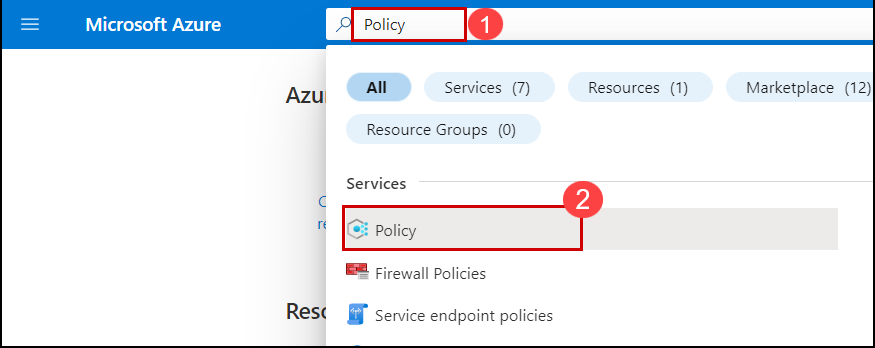 Microsoft Azure
Policy
1
All
Services (7)
Resources (1)
Marketplace (12)
Azu
Resource Groups (0)
Services
2
Policy
Firewall Policies
Service endpoint policies
Reso